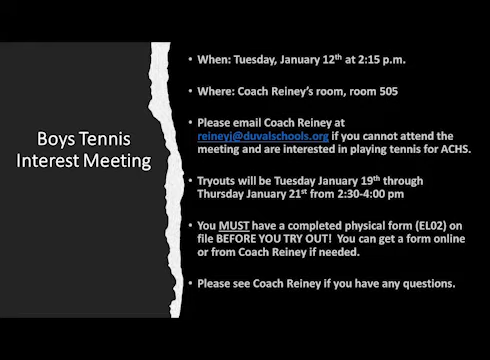 Boys Tennis
Interest Meeting
• When: Tuesday, January 12th at 2:15 p.m.
• Where: Coach Reiney's room, room 505
• Please email Coach Reiney at
reineyj@duvalschools.org if you cannot attend the
meeting and are interested in playing tennis for ACHS.
• Tryouts will be Tuesday January 19th through
Thursday January 21st from 2:30-4:00 pm
• You MUST have a completed physical form (EL02) on
file BEFORE YOU TRY OUT! You can get a form online
or from Coach Reiney if needed.
• Please see Coach Reiney if you have any questions.